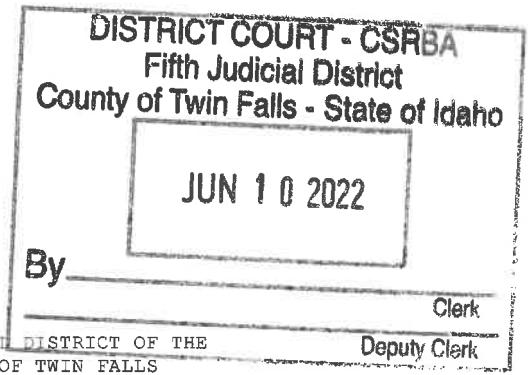 DISTRICT COURT - CSRBA
Fifth Judicial District
County of Twin Falls - State of Idaho
JUN 10 2022
By
Clerk
DISTRICT OF THE
Deputy Clerk
OF TWIN FALLS